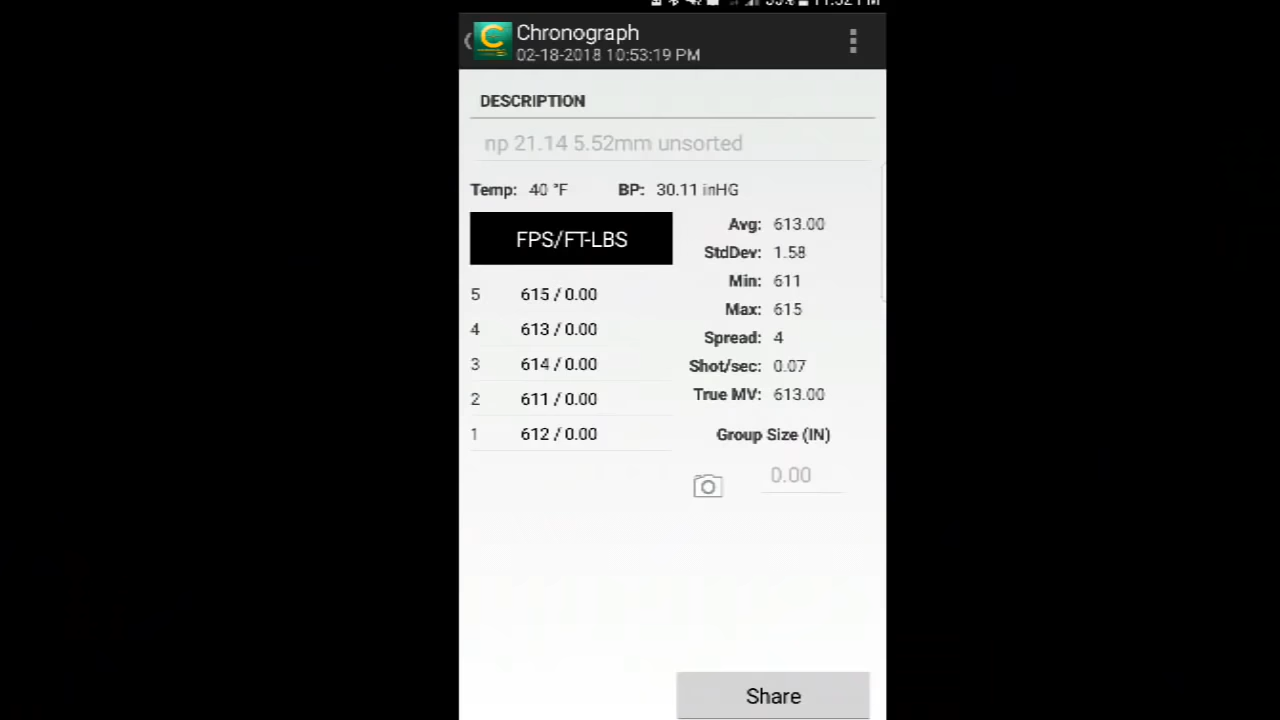 Chronograph
02-18-2018 10:53:19 PM
DESCRIPTION
np 21.14 5.52mm unsorted
Temp: 40 °F BP: 30.11 inHG
FPS/FT-LBS
5 615 / 0.00
4 613 / 0.00
3 614 / 0.00
2 611 / 0.00
1 612 / 0.00
Avg: 613.00
StdDev: 1.58
Min: 611
Max: 615
Spread: 4
Shot/sec: 0.07
True MV: 613.00
Group Size (IN)
0.00
Share